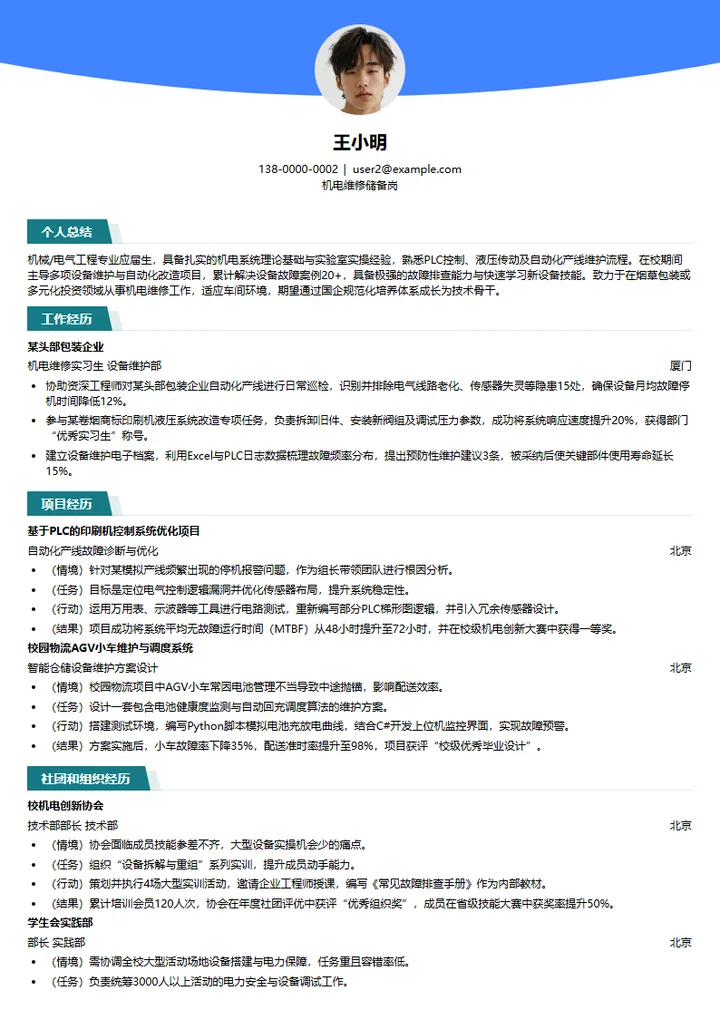 王小明
138-0000-0002 | user2@example.com
机电维修储备岗
个人总结
机械/电气工程专业应届生，具备扎实的机电系统理论基础与实验室实操经验，熟悉PLC控制、液压传动及自动化产线维护流程。在校期间
主导多项设备维护与自动化改造项目，累计解决设备故障案例20+，具备极强的故障排查能力与快速学习新设备技能。致力于在烟草包装或
多元化投资领域从事机电维修工作，适应车间环境，期望通过国企规范化培养体系成长为技术骨干。
工作经历
某头部包装企业
机电维修实习生 设备维护部 厦门
• 协助资深工程师对某头部包装企业自动化产线进行日常巡检，识别并排除电气线路老化、传感器失灵等隐患15处，确保设备月均故障停
机时间降低12%。
• 参与某卷烟商标印刷机液压系统改造专项任务，负责拆卸旧件、安装新阀组及调试压力参数，成功将系统响应速度提升20%，获得部门
“优秀实习生”称号。
• 建立设备维护电子档案，利用Excel与PLC日志数据梳理故障频率分布，提出预防性维护建议3条，被采纳后使关键部件使用寿命延长
15%。
项目经历
基于PLC的印刷机控制系统优化项目
自动化产线故障诊断与优化 北京
• （情境）针对某模拟产线频繁出现的停机报警问题，作为组长带领团队进行根因分析。
• （任务）目标是定位电气控制逻辑漏洞并优化传感器布局，提升系统稳定性。
• （行动）运用万用表、示波器等工具进行电路测试，重新编写部分PLC梯形图逻辑，并引入冗余传感器设计。
• （结果）项目成功将系统平均无故障运行时间（MTBF）从48小时提升至72小时，并在校级机电创新大赛中获得一等奖。
校园物流AGV小车维护与调度系统
智能仓储设备维护方案设计 北京
• （情境）校园物流项目中AGV小车常因电池管理不当导致中途抛锚，影响配送效率。
• （任务）设计一套包含电池健康度监测与自动回充调度算法的维护方案。
• （行动）搭建测试环境，编写Python脚本模拟电池充放电曲线，结合C#开发上位机监控界面，实现故障预警。
• （结果）方案实施后，小车故障率下降35%，配送准时率提升至98%，项目获评“校级优秀毕业设计”。
社团和组织经历
校机电创新协会
技术部部长 技术部 北京
• （情境）协会面临成员技能参差不齐，大型设备实操机会少的痛点。
• （任务）组织“设备拆解与重组”系列实训，提升成员动手能力。
• （行动）策划并执行4场大型实训活动，邀请企业工程师授课，编写《常见故障排查手册》作为内部教材。
• （结果）累计培训会员120人次，协会在年度社团评优中获评“优秀组织奖”，成员在省级技能大赛中获奖率提升50%。
学生会实践部
部长 实践部 北京
• （情境）需协调全校大型活动场地设备搭建与电力保障，任务重且容错率低。
• （任务）负责统筹3000人以上活动的电力安全与设备调试工作。